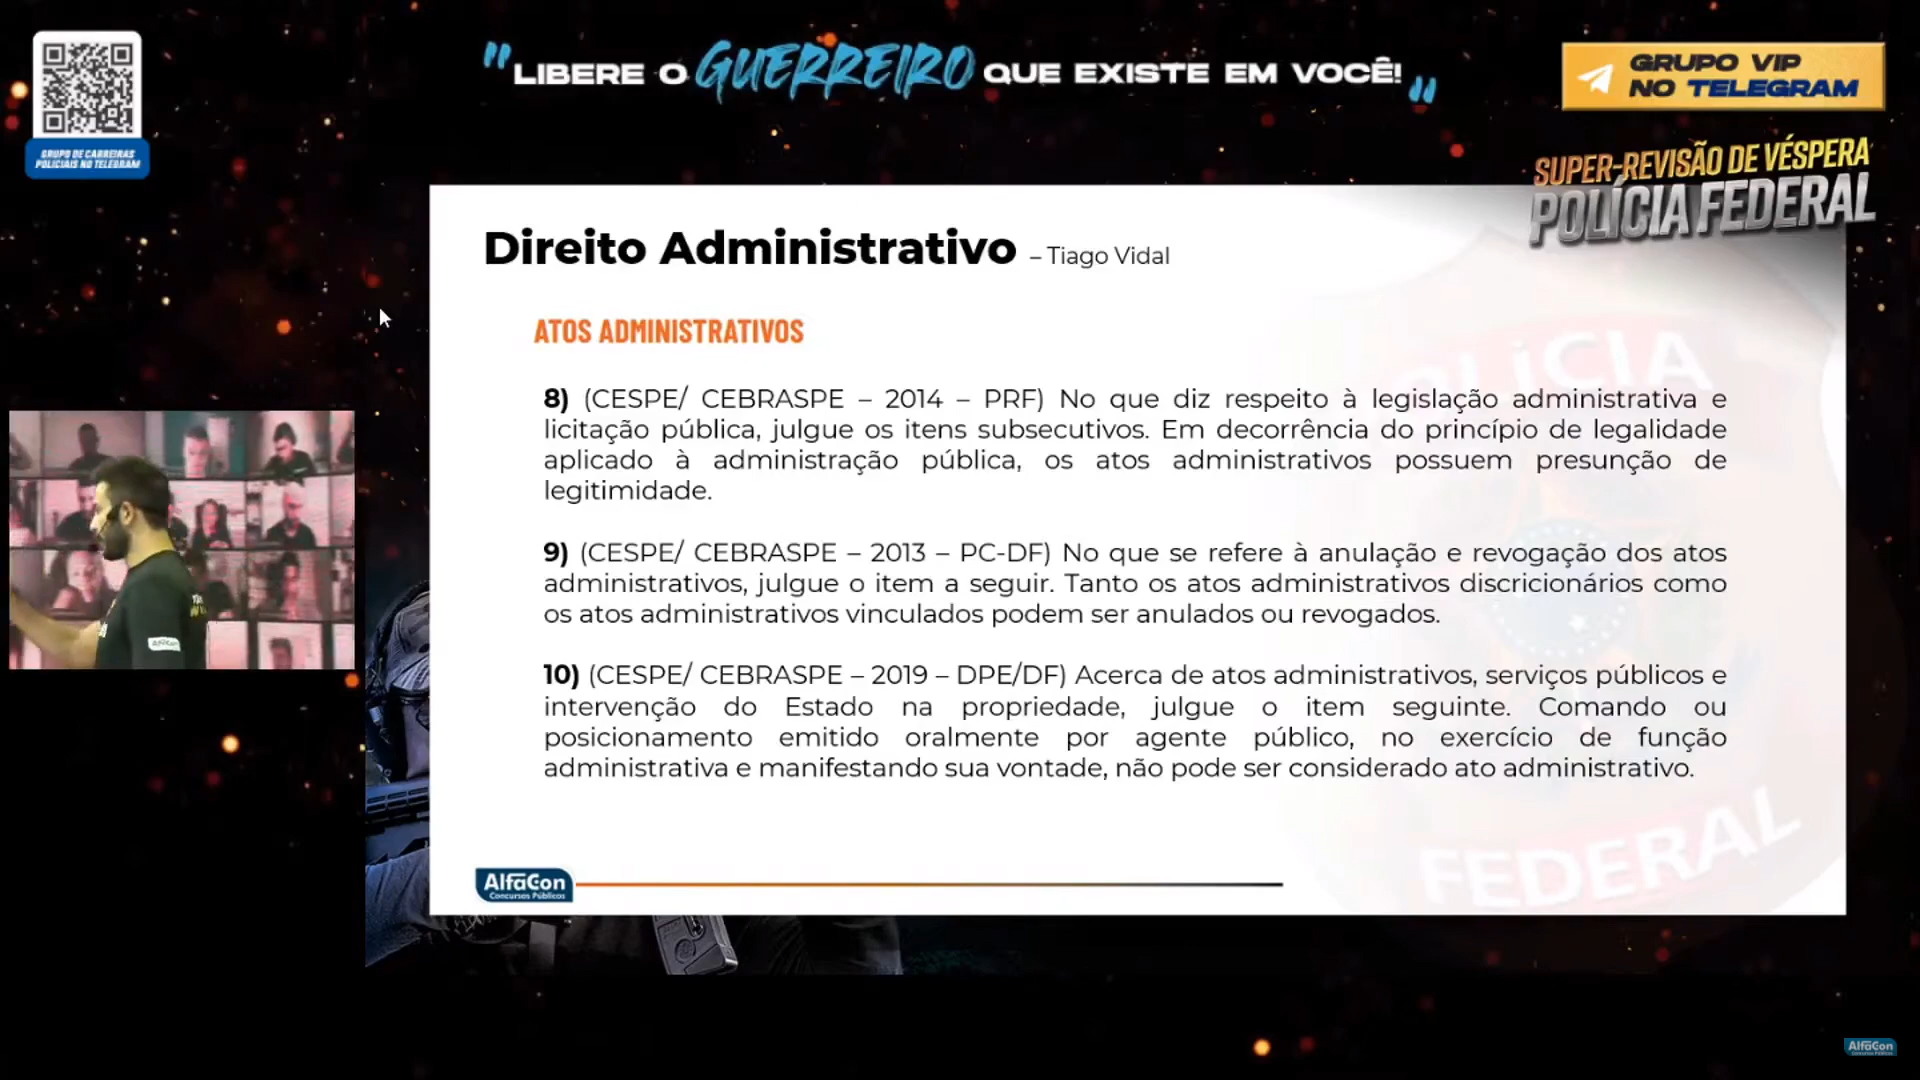 "LIBERE O GUERREIRO QUE EXISTE EM VOCÊ!"
GRUPO VIP
NO TELEGRAM
GRUPO DE CARREIRAS
POLICIAIS NO TELEGRAM
SUPER-REVISÃO DE VÉSPERA
POLÍCIA FEDERAL
Direito Administrativo – Tiago Vidal
ATOS ADMINISTRATIVOS
8) (CESPE/ CEBRASPE – 2014 – PRF) No que diz respeito à legislação administrativa e
licitação pública, julgue os itens subsecutivos. Em decorrência do princípio de legalidade
aplicado à administração pública, os atos administrativos possuem presunção de
legitimidade.
9) (CESPE/ CEBRASPE – 2013 – PC-DF) No que se refere à anulação e revogação dos atos
administrativos, julgue o item a seguir. Tanto os atos administrativos discricionários como
os atos administrativos vinculados podem ser anulados ou revogados.
10) (CESPE/ CEBRASPE – 2019 – DPE/DF) Acerca de atos administrativos, serviços públicos e
intervenção do Estado na propriedade, julgue o item seguinte. Comando ou
posicionamento emitido oralmente por agente público, no exercício de função
administrativa e manifestando sua vontade, não pode ser considerado ato administrativo.
POLÍCIA
FEDERAL
AlfaCon
Concursos Públicos
AlfaCon
Concursos Públicos